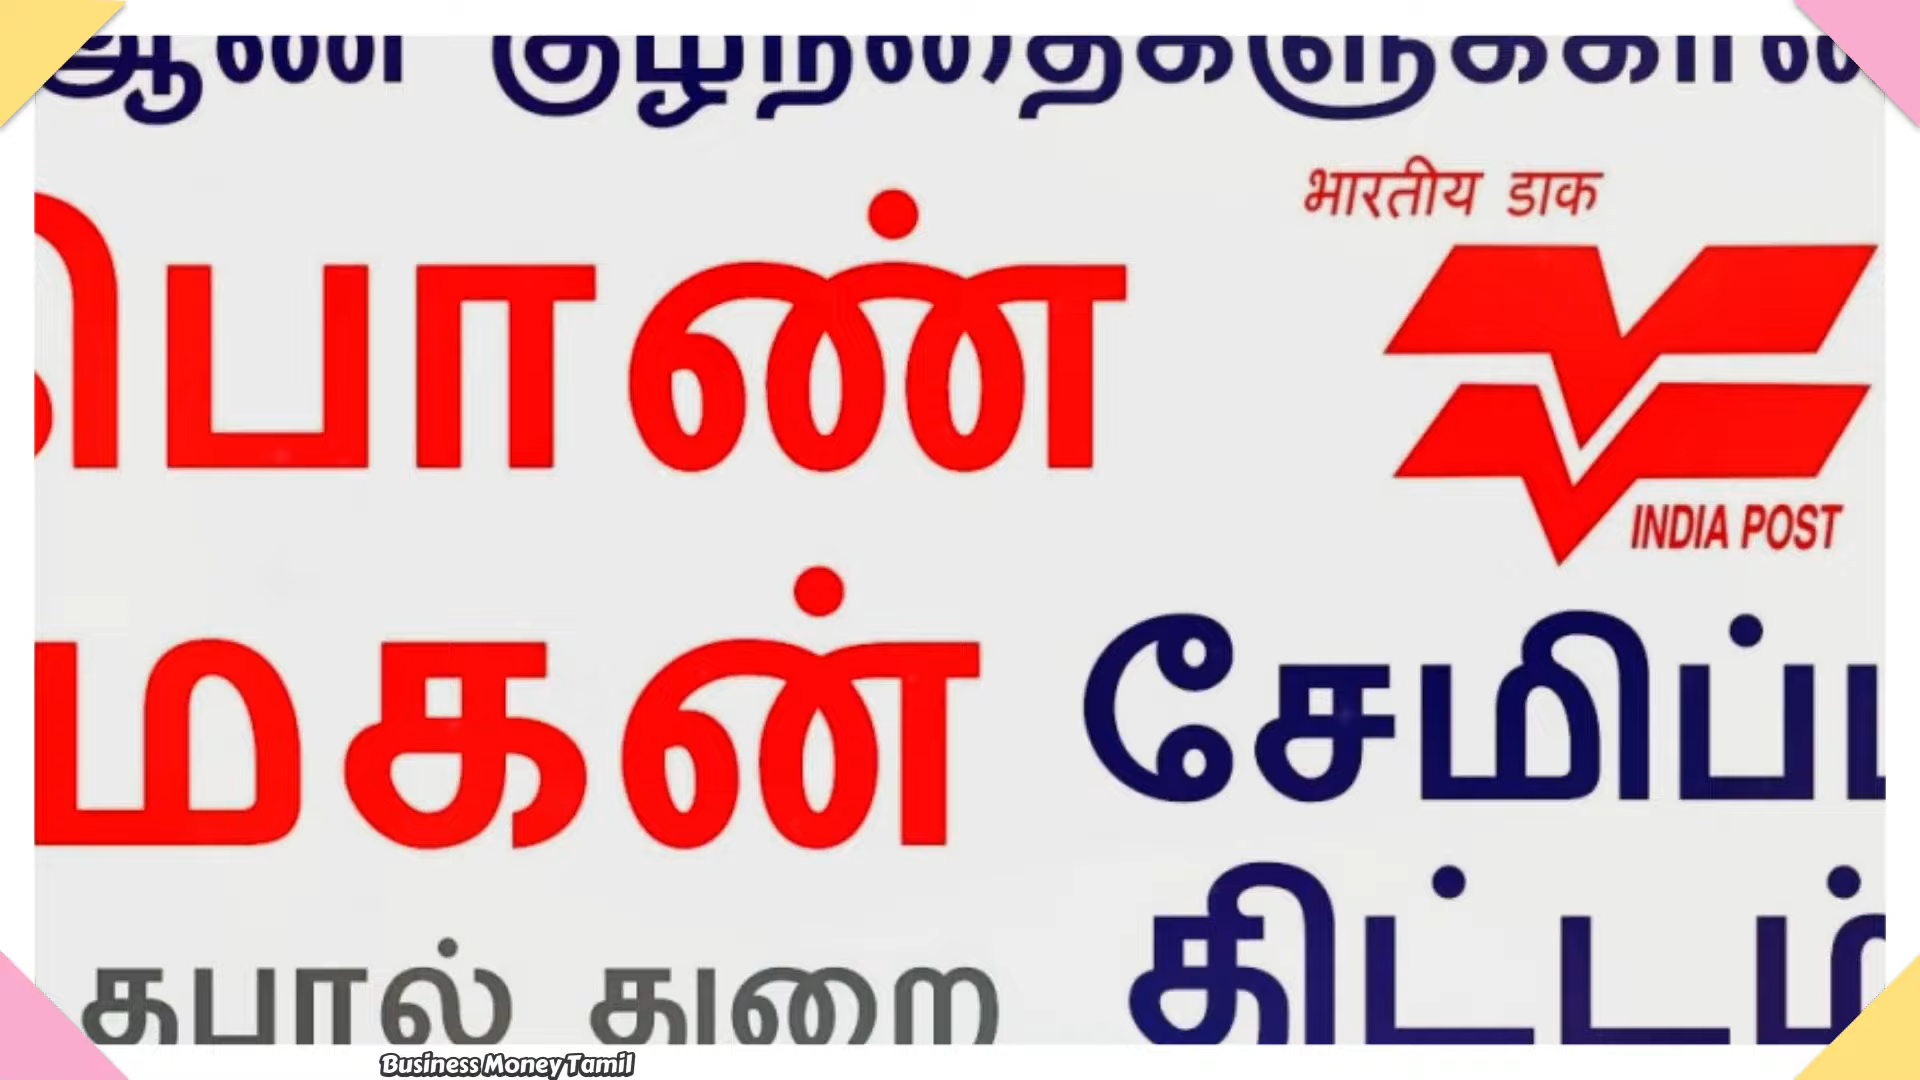 ஆண் குழந்தைகளுக்கான
भारतीय डाक
பொண்
INDIA POST
மகன்
சேமிப்பு
திட்டம்
தபால் துறை
Business Money Tamil